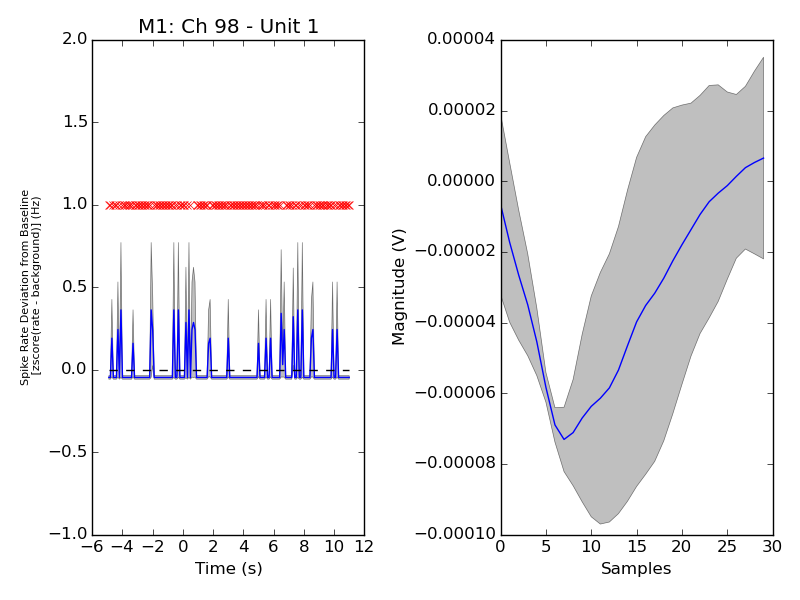 M1: Ch 98 - Unit 1
2.0
1.5
1.0
0.5
0.0
−0.5
−1.0
−6 −4 −2 0 2 4 6 8 10 12
Time (s)
Spike Rate Deviation from Baseline
[zscore(rate - background)] (Hz)
0.00004
0.00002
0.00000
−0.00002
−0.00004
−0.00006
−0.00008
−0.00010
0 5 10 15 20 25 30
Samples
Magnitude (V)